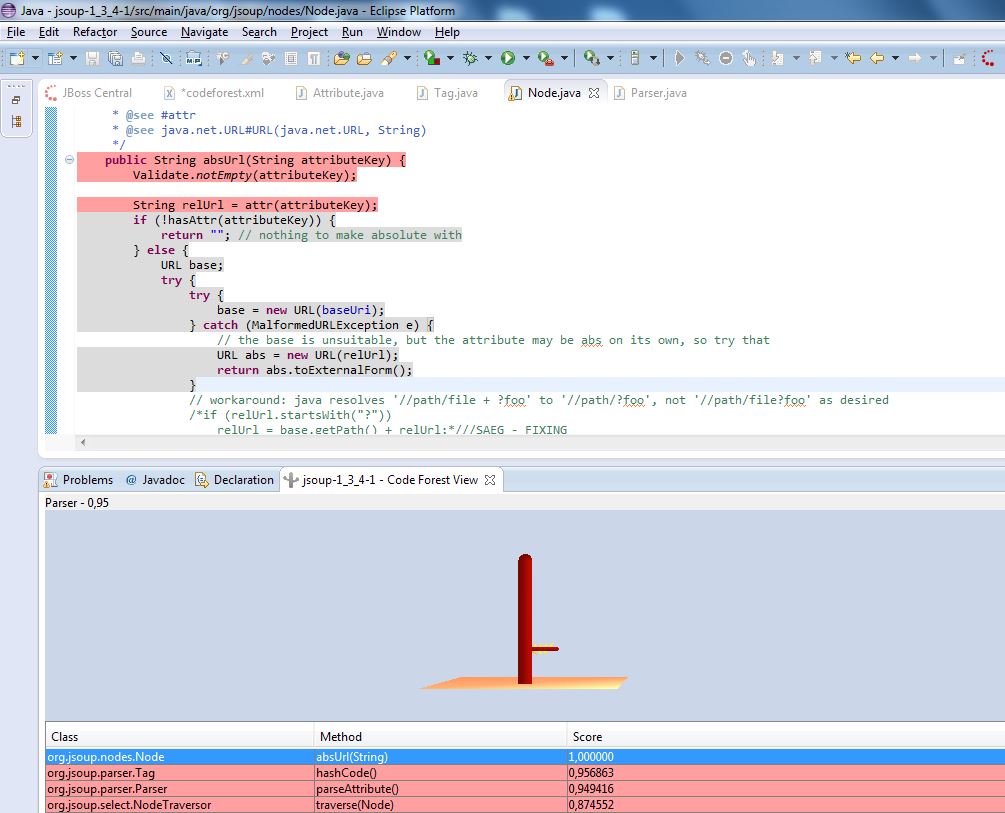 Java - jsoup-1_3_4-1/src/main/java/org/jsoup/nodes/Node.java - Eclipse Platform
File Edit Refactor Source Navigate Search Project Run Window Help
JBoss Central *codeforest.xml Attribute.java Tag.java Node.java Parser.java
* @see #attr
* @see java.net.URL#URL(java.net.URL, String)
*/
public String absUrl(String attributeKey) {
Validate.notEmpty(attributeKey);
String relUrl = attr(attributeKey);
if (!hasAttr(attributeKey)) {
return ""; // nothing to make absolute with
} else {
URL base;
try {
try {
base = new URL(baseUri);
} catch (MalformedURLException e) {
// the base is unsuitable, but the attribute may be abs on its own, so try that
URL abs = new URL(relUrl);
return abs.toExternalForm();
}
// workaround: java resolves '//path/file + ?foo' to '//path/?foo', not '//path/file?foo' as desired
/*if (relUrl.startsWith("?"))
relUrl = base.getPath() + relUrl;*///SAEG - FIXING
Problems @ Javadoc Declaration jsoup-1_3_4-1 - Code Forest View
Parser - 0,95
Class Method Score
org.jsoup.nodes.Node absUrl(String) 1,000000
org.jsoup.parser.Tag hashCode() 0,956863
org.jsoup.parser.Parser parseAttribute() 0,949416
org.jsoup.select.NodeTraversor traverse(Node) 0,874552